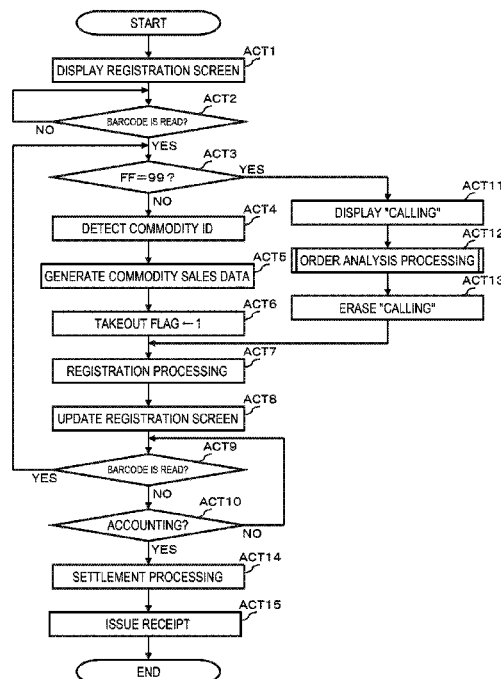 START
ACT1
DISPLAY REGISTRATION SCREEN
ACT2
BARCODE IS READ?
NO
YES
ACT3
FF=99?
YES
NO
ACT4
DETECT COMMODITY ID
ACT11
DISPLAY "CALLING"
ACT5
GENERATE COMMODITY SALES DATA
ACT12
ORDER ANALYSIS PROCESSING
ACT6
TAKEOUT FLAG ← 1
ACT13
ERASE "CALLING"
ACT7
REGISTRATION PROCESSING
ACT8
UPDATE REGISTRATION SCREEN
ACT9
BARCODE IS READ?
YES
NO
ACT10
ACCOUNTING?
NO
YES
ACT14
SETTLEMENT PROCESSING
ACT15
ISSUE RECEIPT
END